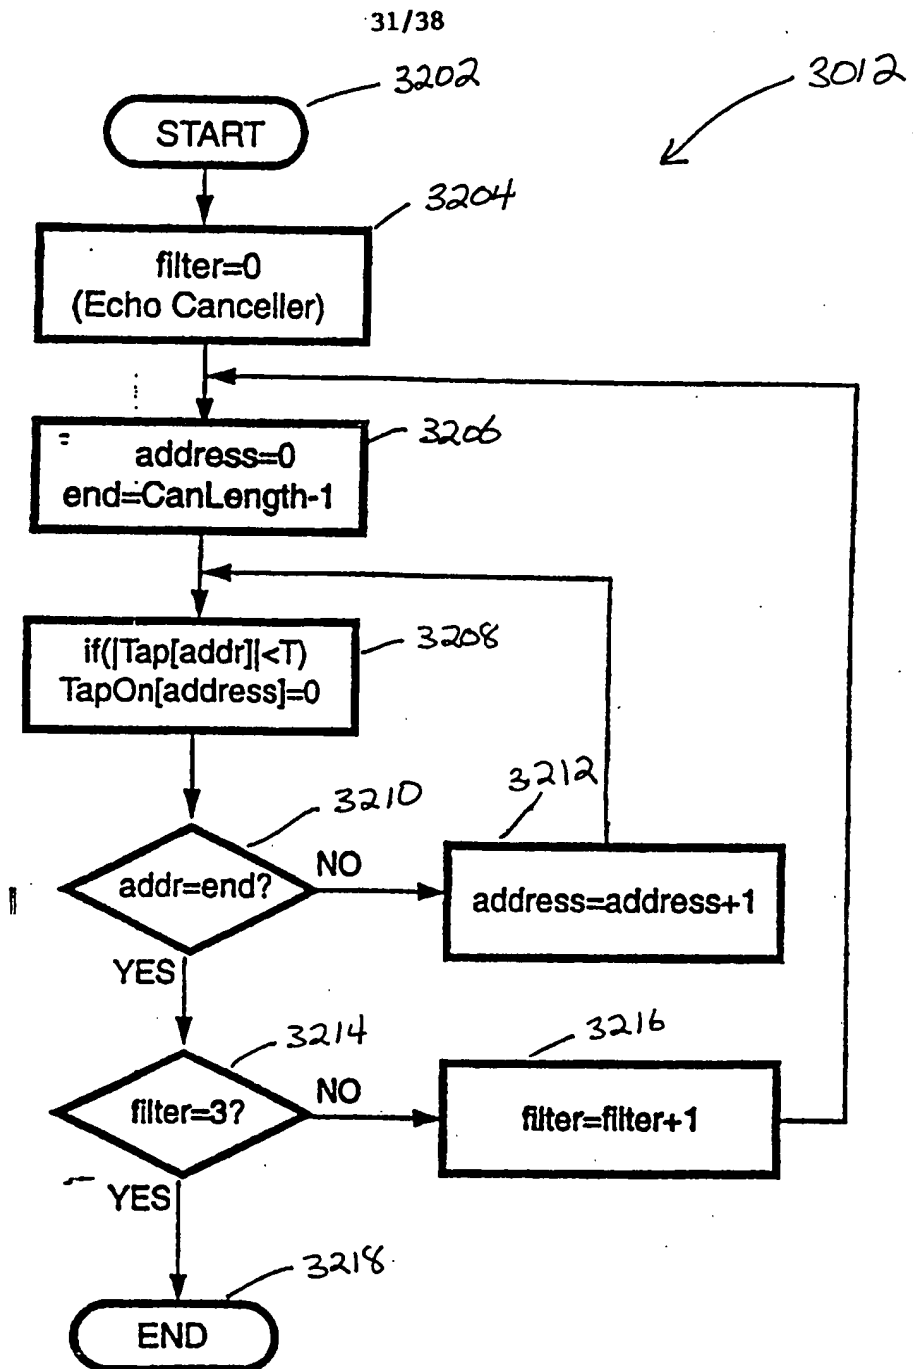 31/38
3202
3012
START
3204
filter=0
(Echo Canceller)
3206
address=0
end=CanLength-1
3208
if(|Tap[addr]|<T)
TapOn[address]=0
3210
3212
addr=end?
NO
address=address+1
YES
3214
3216
filter=3?
NO
filter=filter+1
YES
3218
END